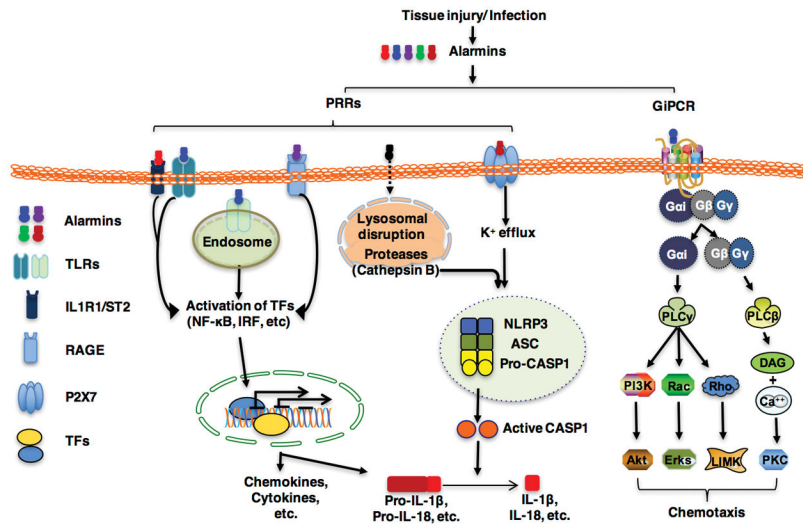 Tissue injury/ Infection
Alarmins
PRRs
GiPCR
Alarmins
TLRs
IL1R1/ST2
RAGE
P2X7
TFs
Endosome
Activation of TFs
(NF-κB, IRF, etc)
Lysosomal
disruption
Proteases
(Cathepsin B)
K⁺ efflux
NLRP3
ASC
Pro-CASP1
Active CASP1
Chemokines,
Cytokines,
etc.
Pro-IL-1β,
Pro-IL-18, etc.
IL-1β,
IL-18, etc.
Gαi
Gβ
Gγ
Gαi
Gβ
Gγ
PLCγ
PLCβ
DAG
+
Ca⁺⁺
PI3K
Rac
Rho
Akt
Erks
LIMK
PKC
Chemotaxis